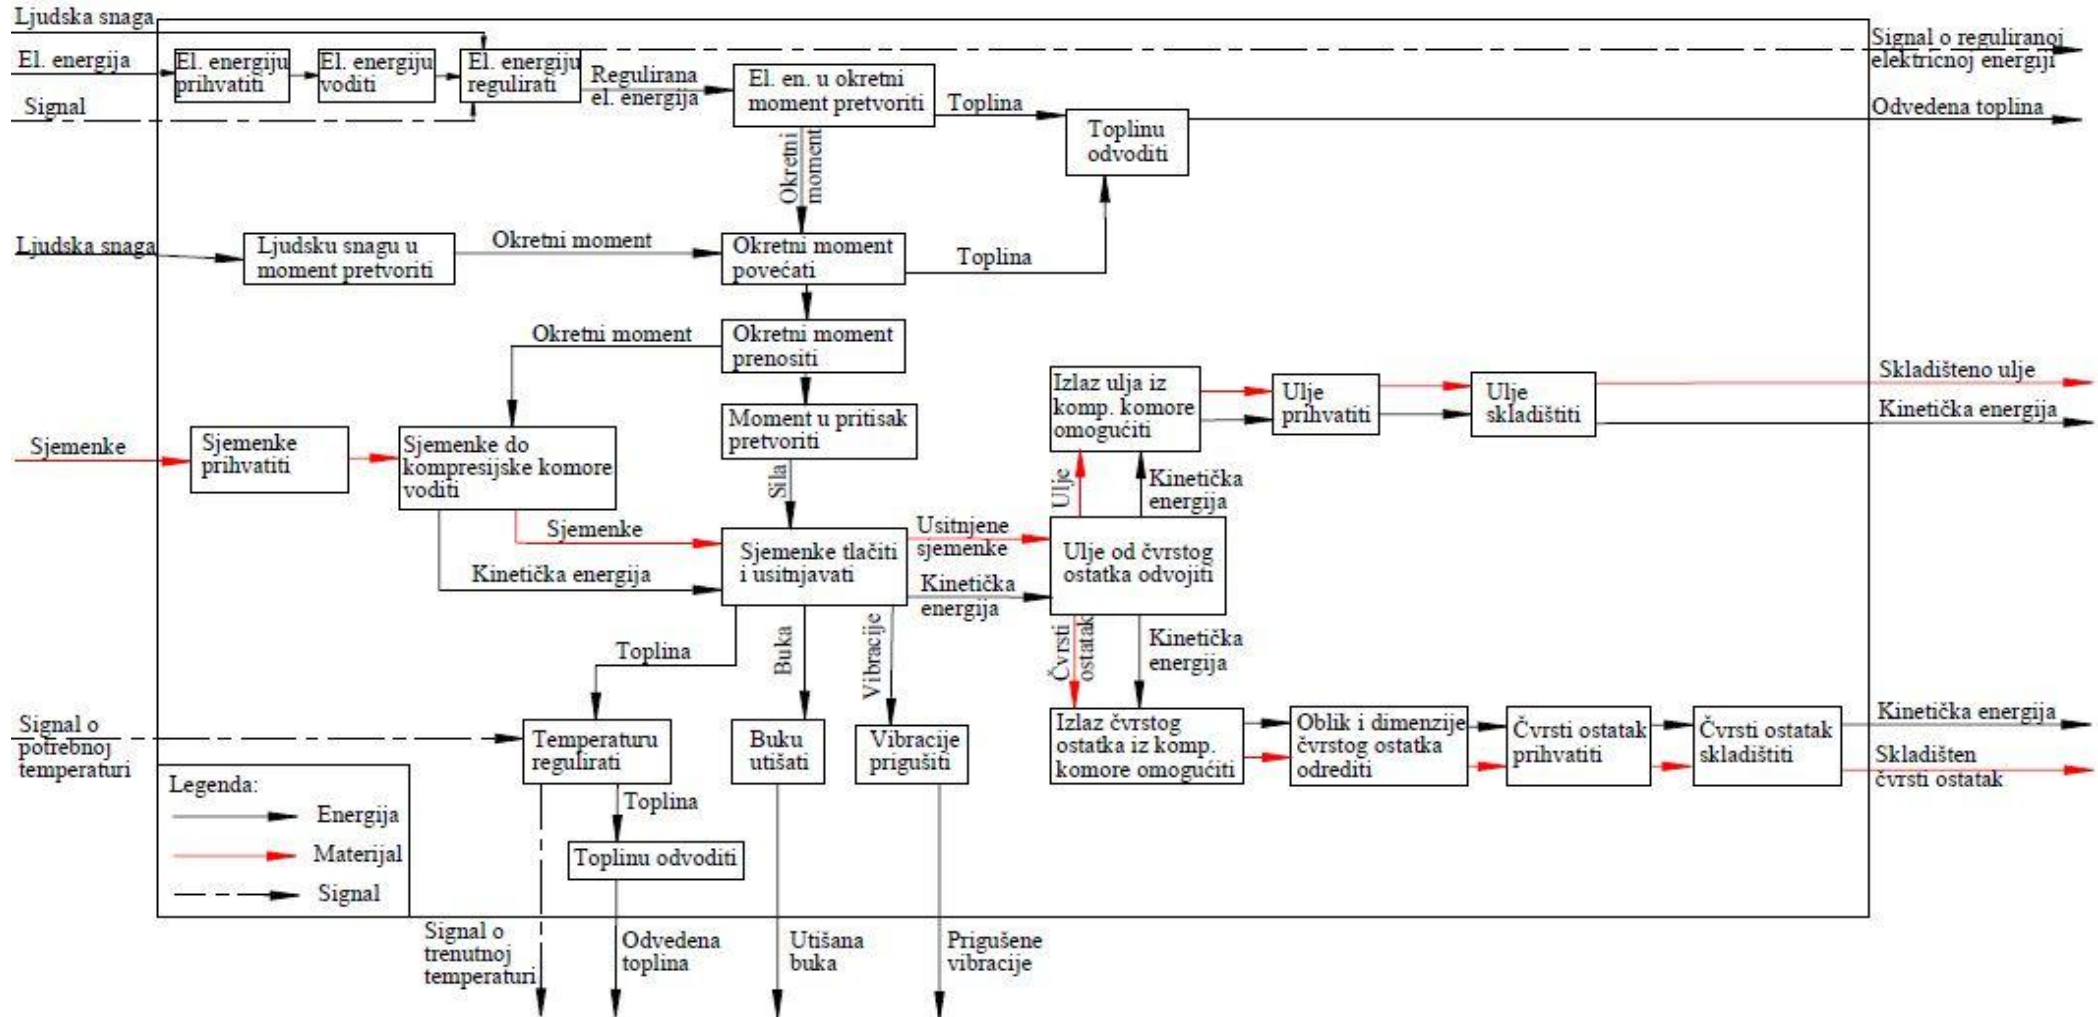 Ljudska snaga
El. energija
Signal
El. energiju
prihvatiti
El. energiju
voditi
El. energiju
regulirati
Regulirana
el. energija
El. en. u okretni
moment pretvoriti
Toplina
Toplinu
odvoditi
Signal o reguliranoj
elektricnoj energiji
Odvedena toplina
Okretni
moment
Ljudska snaga
Ljudsku snagu u
moment pretvoriti
Okretni moment
Okretni moment
povećati
Toplina
Okretni moment
Okretni moment
prenositi
Moment u pritisak
pretvoriti
Sila
Sjemenke
Sjemenke
prihvatiti
Sjemenke do
kompresijske komore
voditi
Sjemenke
Kinetička energija
Sjemenke tlačiti
i usitnjavati
Usitnjene
sjemenke
Kinetička
energija
Izlaz ulja iz
komp. komore
omogućiti
Ulje
prihvatiti
Ulje
skladištiti
Skladišteno ulje
Kinetička energija
Ulje
Kinetička
energija
Ulje od čvrstog
ostatka odvojiti
Čvrsti
ostatak
Kinetička
energija
Toplina
Buka
Vibracije
Signal o
potrebnoj
temperaturi
Temperaturu
regulirati
Buku
utišati
Vibracije
prigušiti
Izlaz čvrstog
ostatka iz komp.
komore omogućiti
Oblik i dimenzije
čvrstog ostatka
odrediti
Čvrsti ostatak
prihvatiti
Čvrsti ostatak
skladištiti
Kinetička energija
Skladišten
čvrsti ostatak
Legenda:
Energija
Materijal
Signal
Toplina
Toplinu odvoditi
Signal o
trenutnoj
temperaturi
Odvedena
toplina
Utišana
buka
Prigušene
vibracije